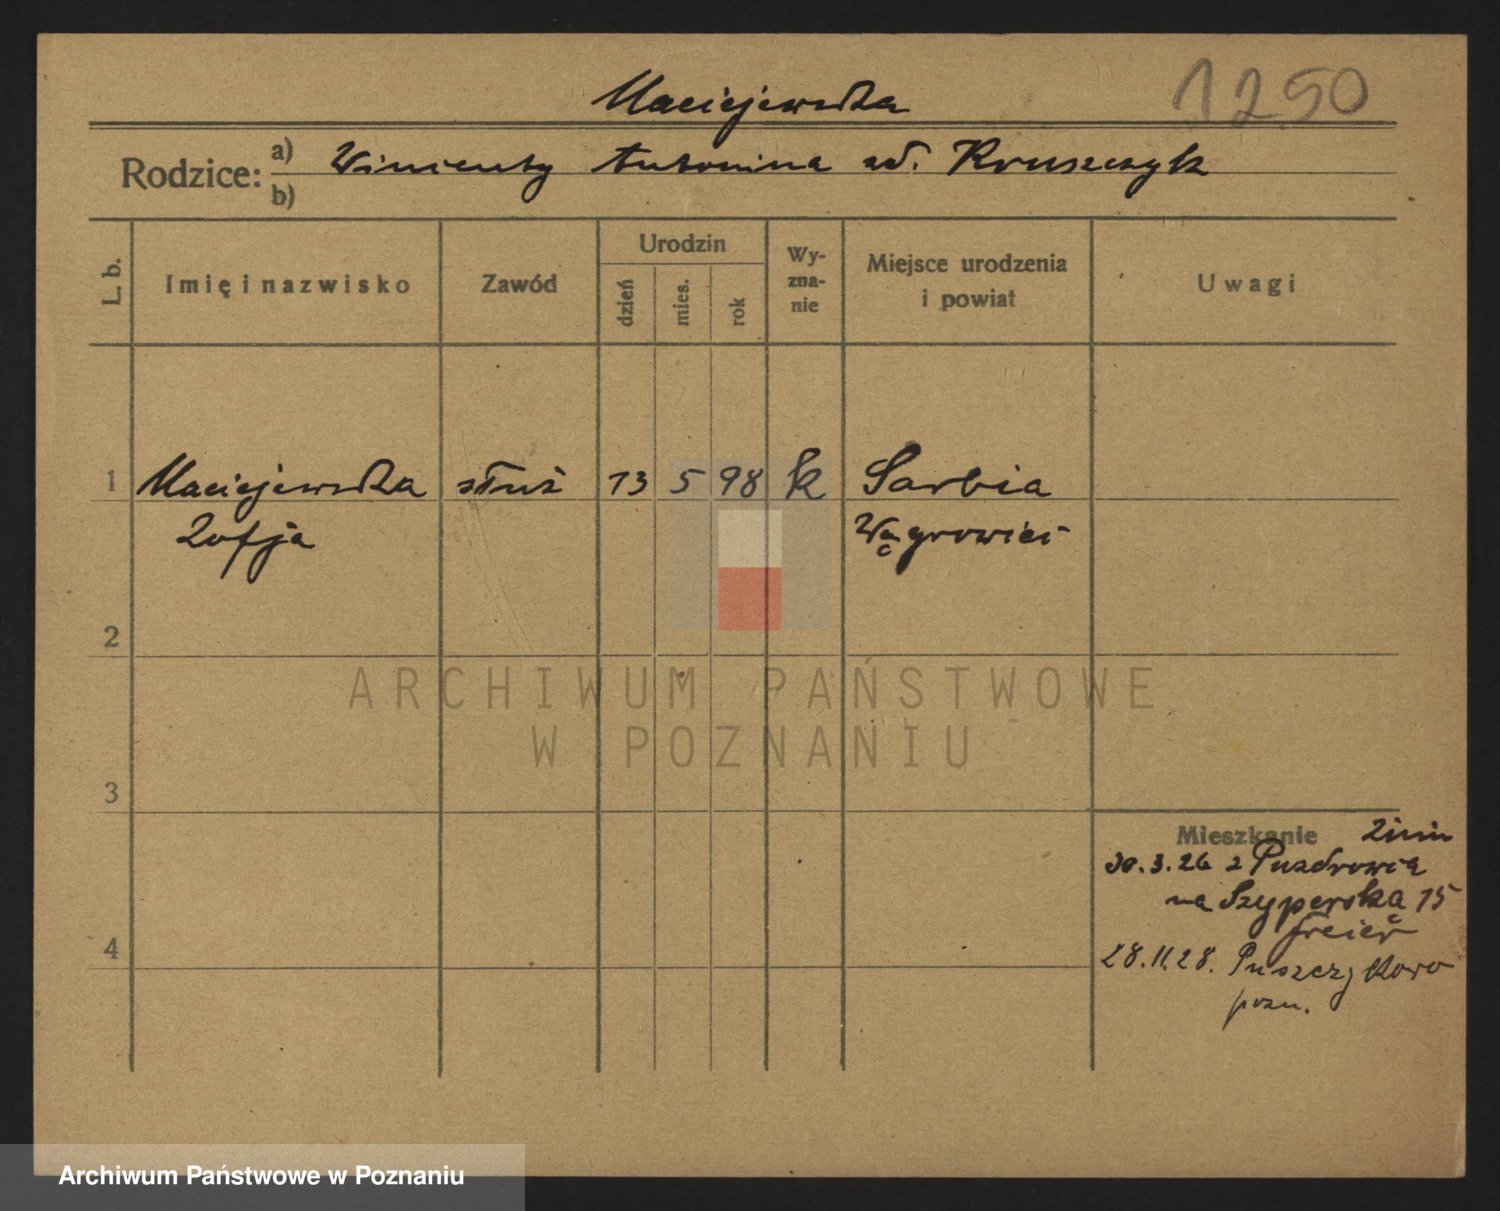 Maciejewska
1250
Rodzice:
a) Wincenty Antonina zd. Kruszczyk
b)
L. b.
Imię i nazwisko
Zawód
Urodzin
dzień
mies.
rok
Wy-
zna-
nie
Miejsce urodzenia
i powiat
Uwagi
1 Maciejewska służ 13 5 98 k Sarbia
Zofja Wągrowiec
2
ARCHIWUM PAŃSTWOWE
W POZNANIU
3
Mieszkanie
30.3.26 z
na Szyperska 15
4
28.11.28. Puszczykowo
pozn.
Archiwum Państwowe w Poznaniu